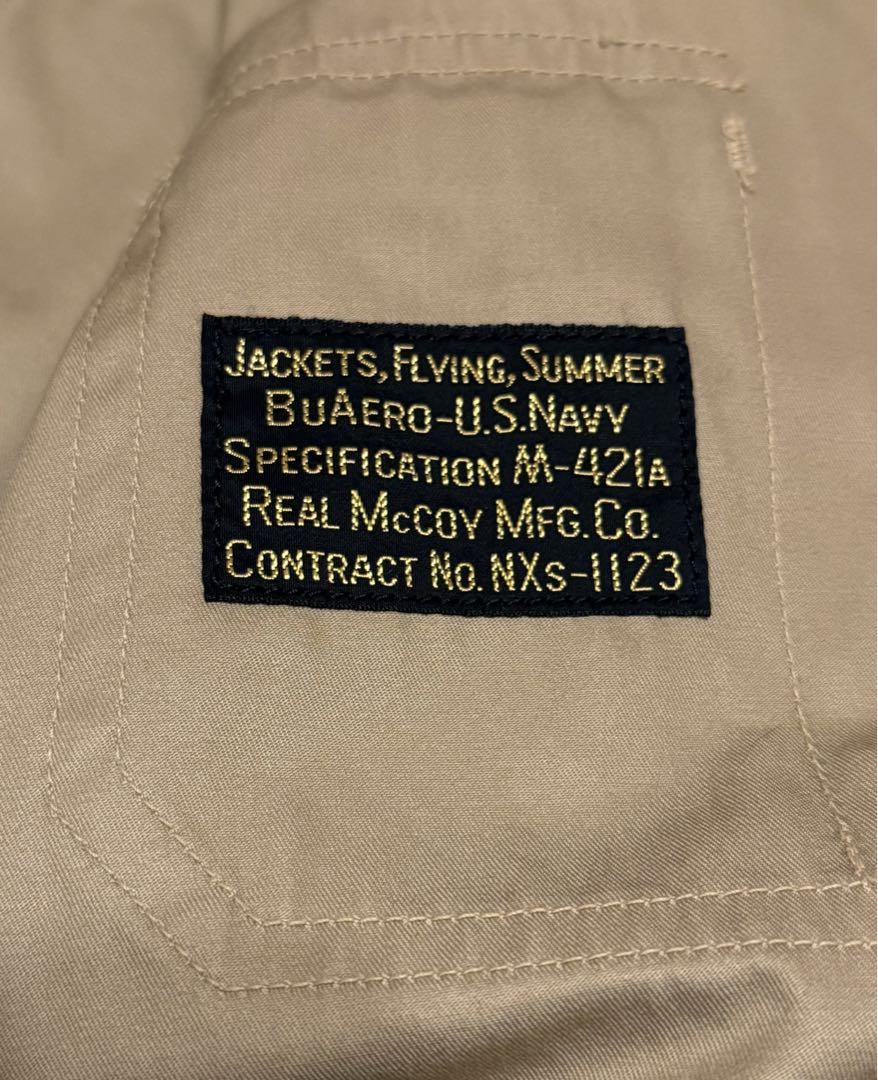 JACKETS, FLYING, SUMMER
BUAERO-U.S.NAVY
SPECIFICATION M-421A
REAL MCCOY MFG. CO.
CONTRACT NO. NXS-1123